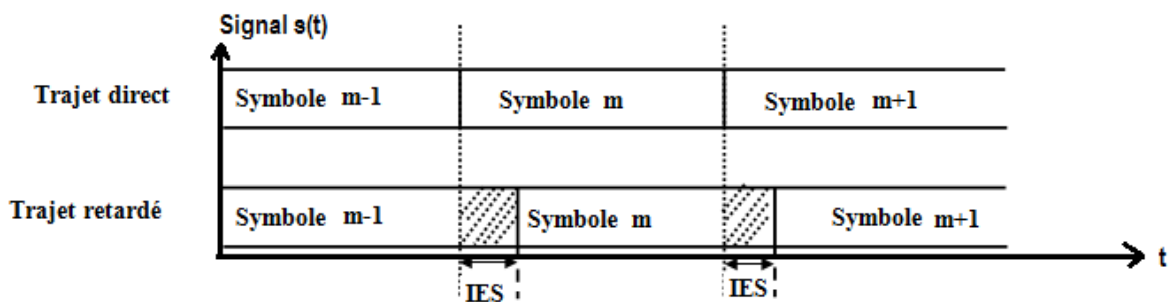 Signal s(t)
Trajet direct
Symbole m-1
Symbole m
Symbole m+1
Trajet retardé
Symbole m-1
Symbole m
Symbole m+1
t
IES
IES